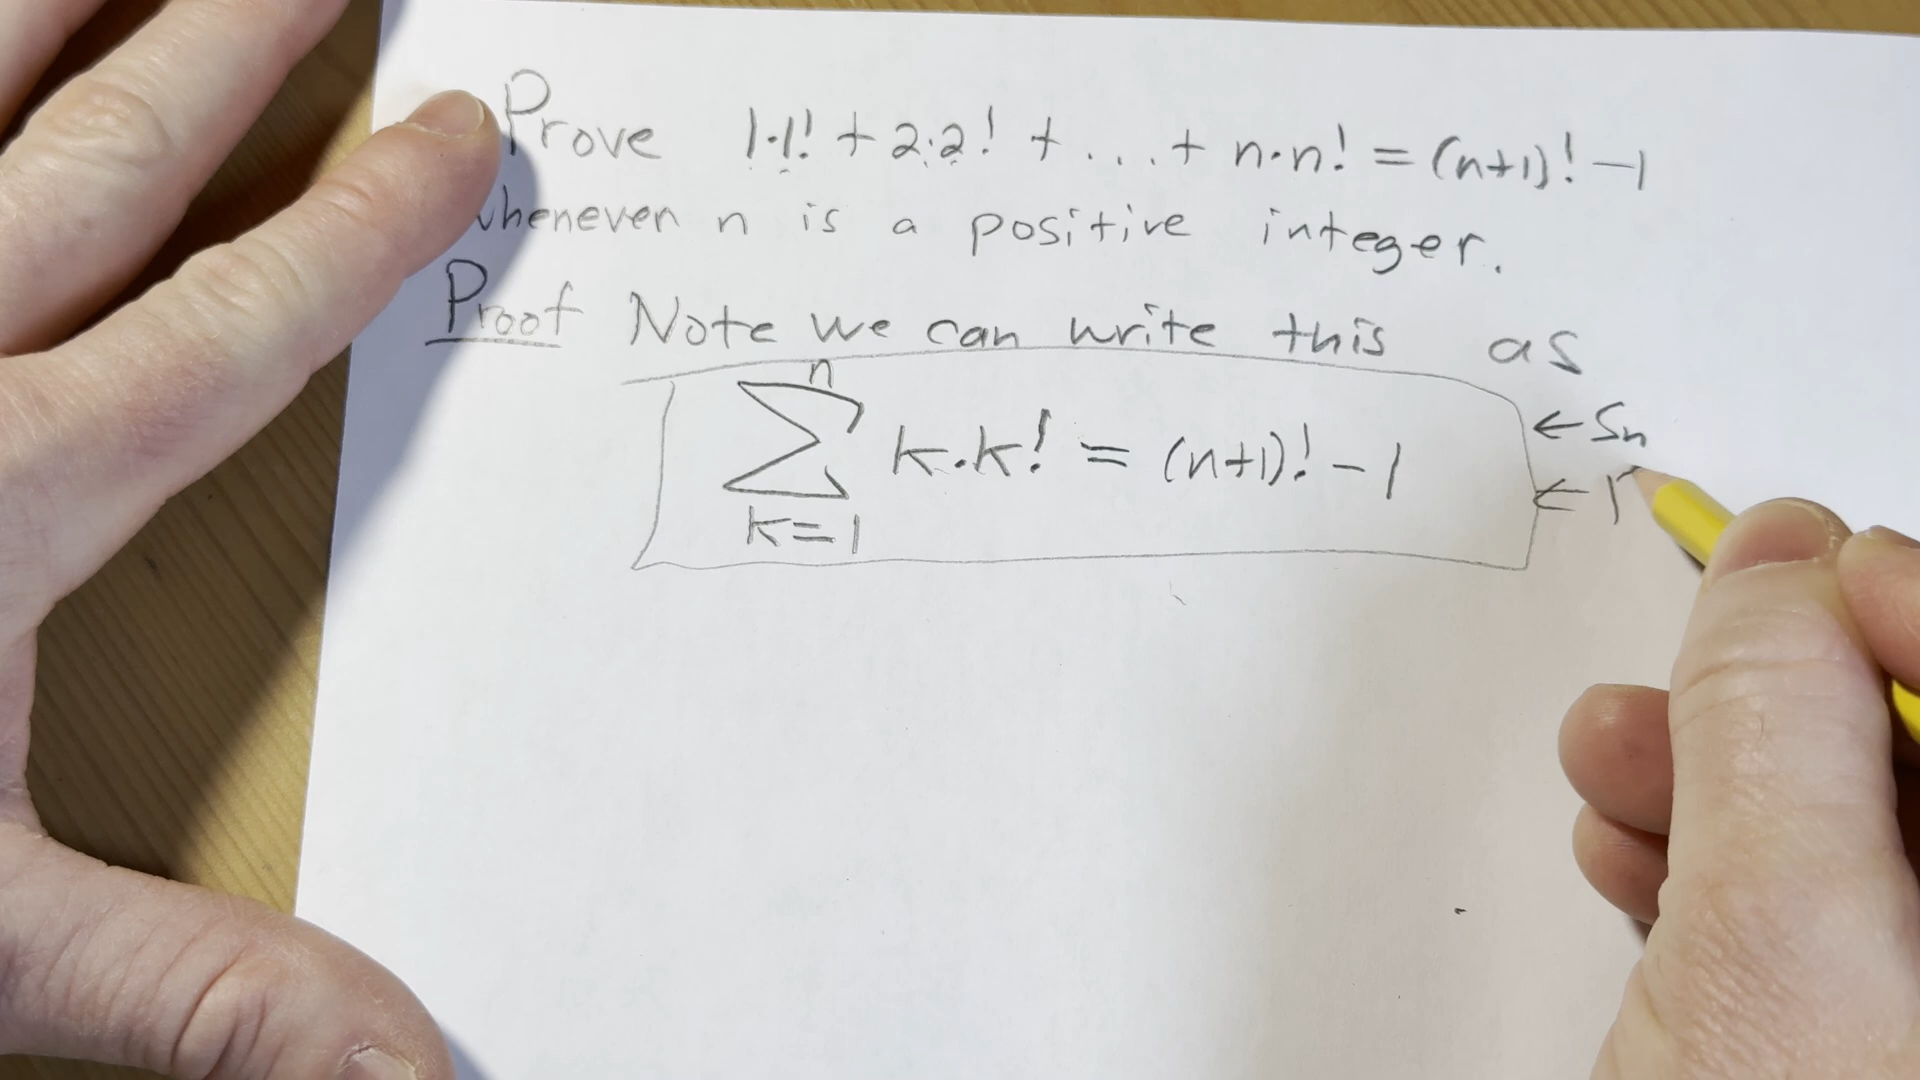 Prove 1·1! + 2·2! + ... + n·n! = (n+1)! - 1
whenever n is a positive integer.
Proof Note we can write this as
n
∑ k·k! = (n+1)! - 1 ← Sn
k=1
←